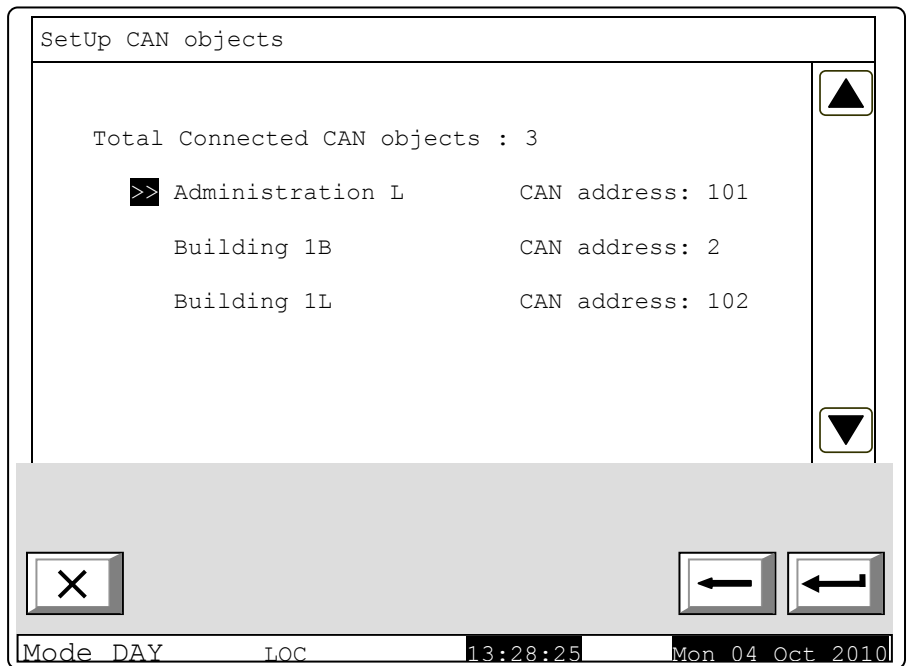 SetUp CAN objects
Total Connected CAN objects : 3
>> Administration L CAN address: 101
Building 1B CAN address: 2
Building 1L CAN address: 102
Mode DAY LOC 13:28:25 Mon 04 Oct 2010